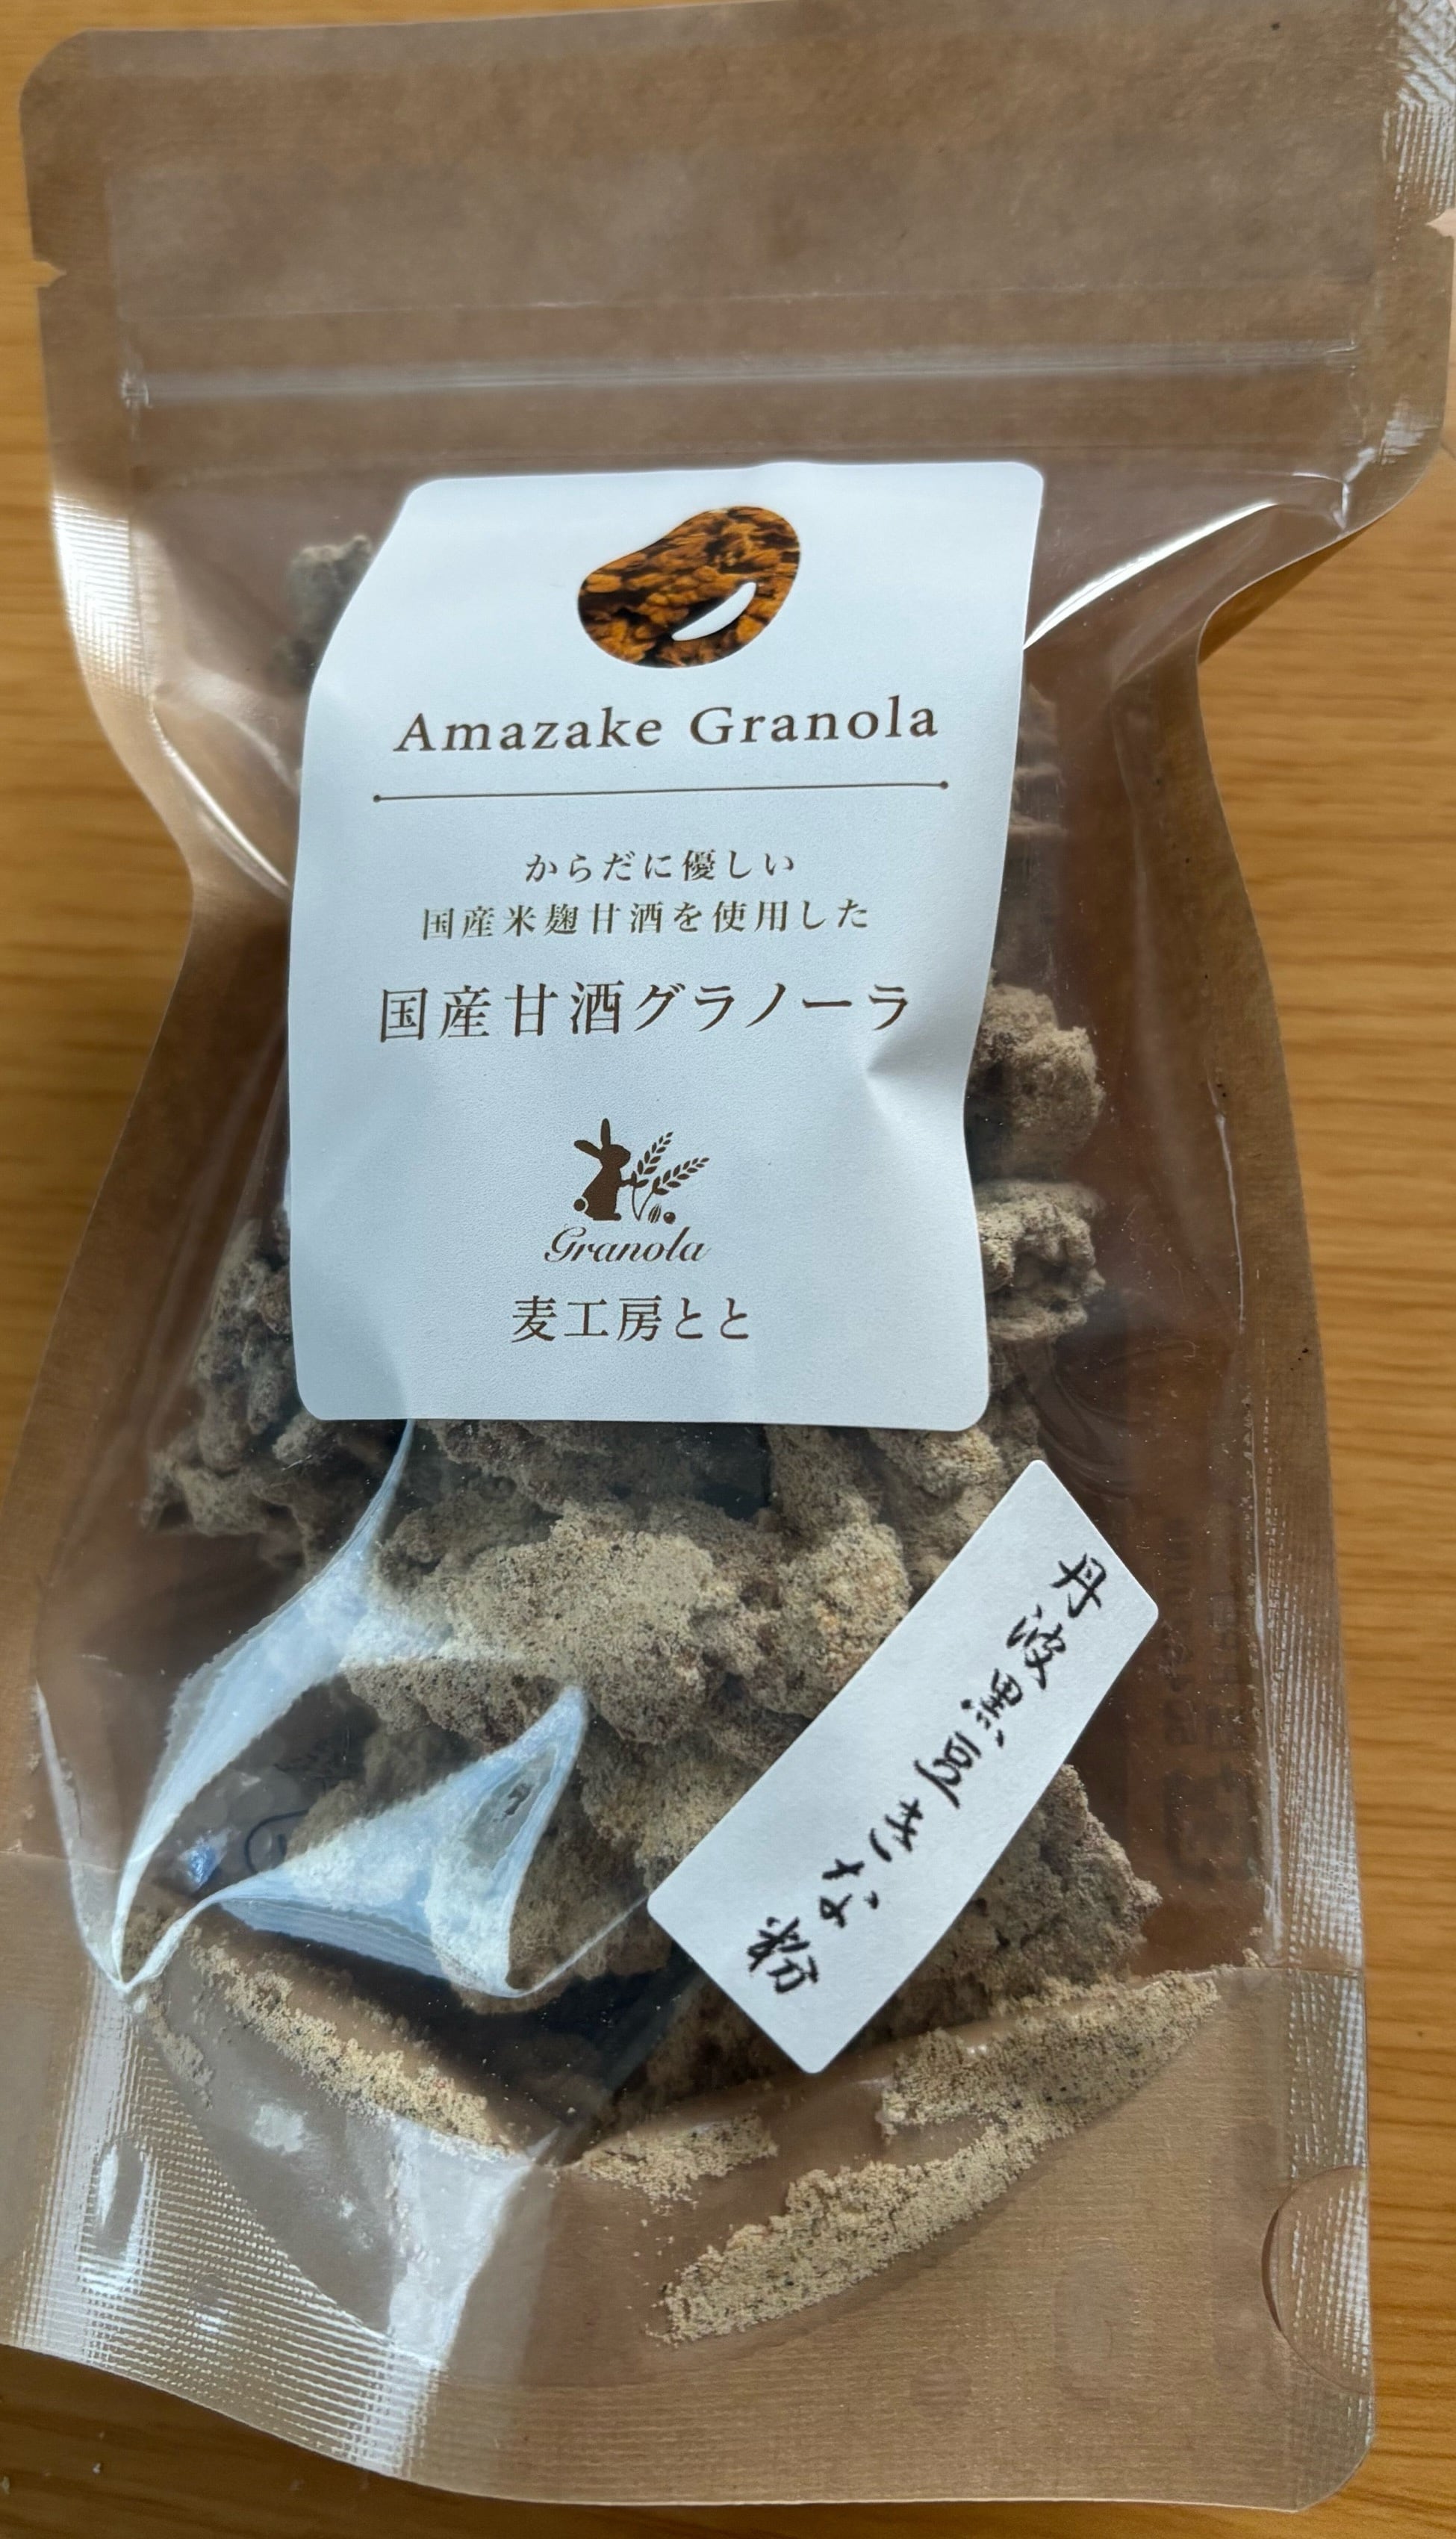 Amazake Granola
からだに優しい
国産米麹甘酒を使用した
国産甘酒グラノーラ
Granola
麦工房とと
丹波黒豆きな粉